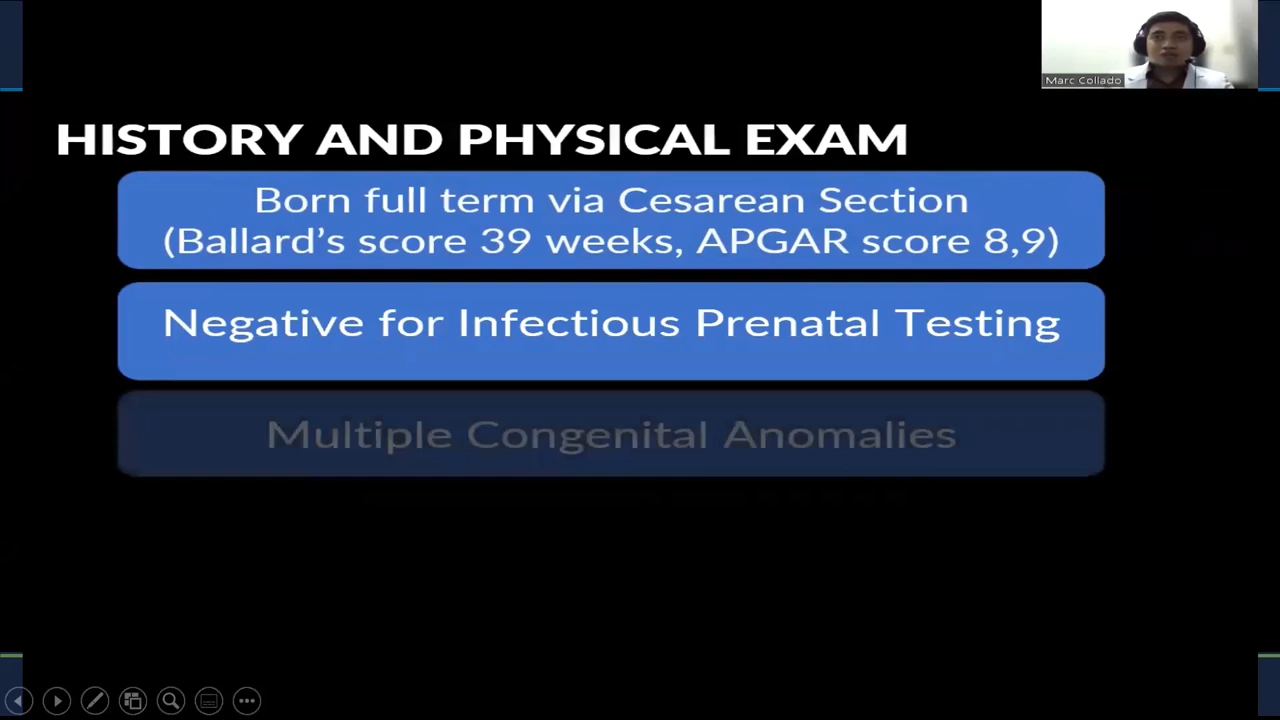 Marc Collado
HISTORY AND PHYSICAL EXAM
Born full term via Cesarean Section
(Ballard's score 39 weeks, APGAR score 8,9)
Negative for Infectious Prenatal Testing
Multiple Congenital Anomalies